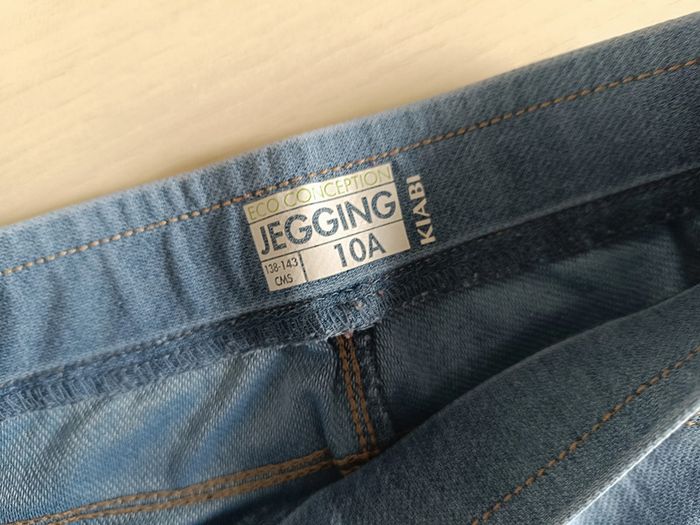 ECO CONCEPTION
JEGGING
138-143
CMS
10A
KIABI